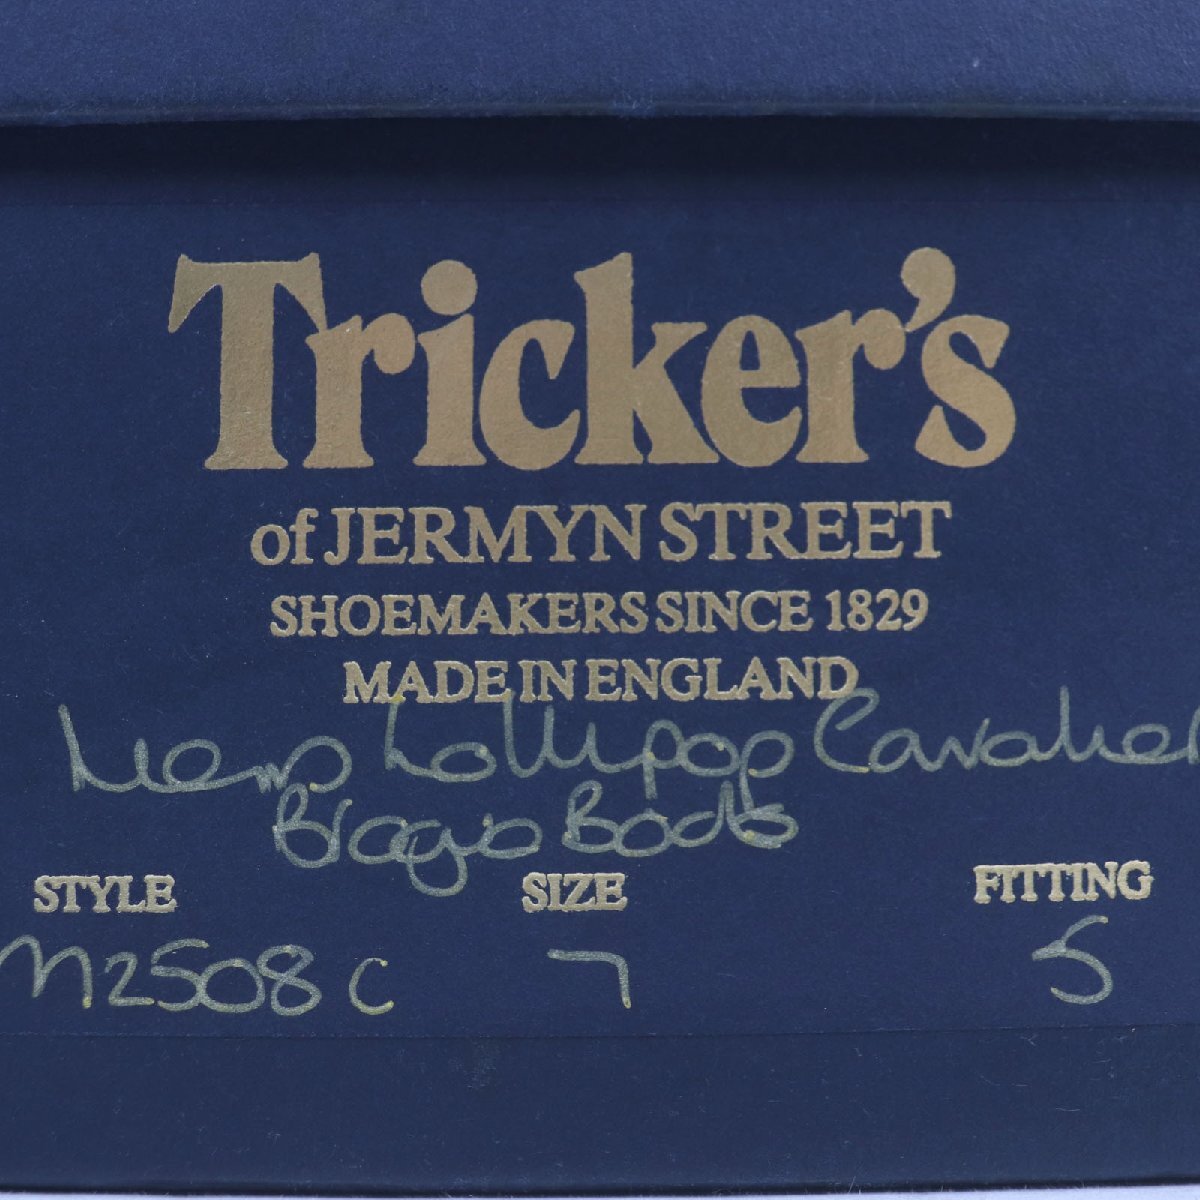 Tricker's
of JERMYN STREET
SHOEMAKERS SINCE 1829
MADE IN ENGLAND
Lollipop Cavalier
Brogue Boots
STYLE SIZE FITTING
M2508 C 7 5